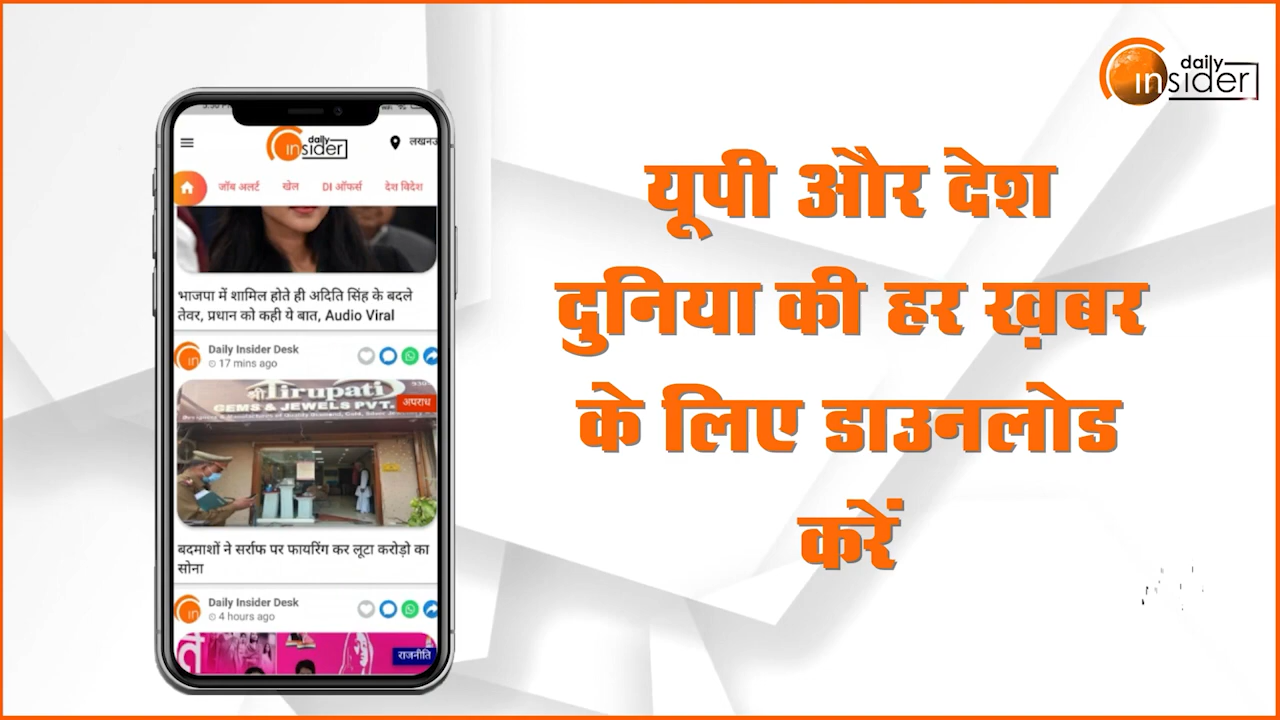 daily
insider
यूपी और देश
दुनिया की हर ख़बर
के लिए डाउनलोड
करें
daily
insider
लखनऊ
जॉब अलर्ट खेल DI ऑफर्स देश विदेश
भाजपा में शामिल होते ही अदिति सिंह के बदले
तेवर, प्रधान को कही ये बात, Audio Viral
Daily Insider Desk
17 mins ago
श्री Tirupati
GEMS & JEWELS PVT.
अपराध
बदमाशों ने सर्राफ पर फायरिंग कर लूटा करोड़ो का
सोना
Daily Insider Desk
4 hours ago
राजनीति